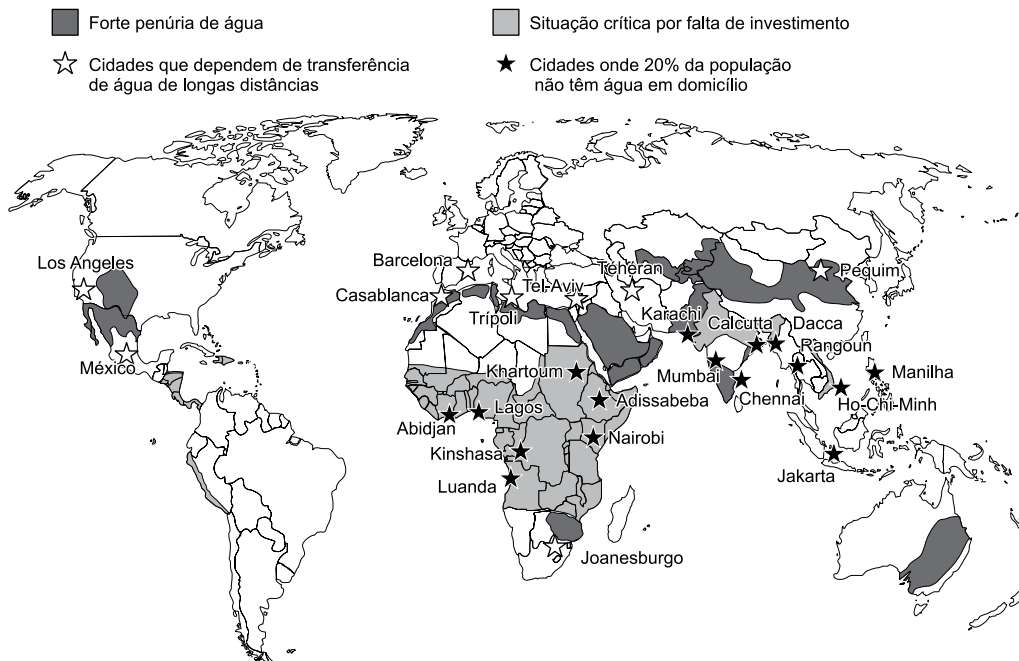 Forte penúria de água
Situação crítica por falta de investimento
Cidades que dependem de transferência
de água de longas distâncias
Cidades onde 20% da população
não têm água em domicílio
Los Angeles
México
Barcelona
Casablanca
Trípoli
Tel-Aviv
Téhéran
Pequim
Karachi
Calcutta
Dacca
Rangoun
Mumbai
Chennai
Manilha
Ho-Chi-Minh
Jakarta
Khartoum
Adissabeba
Lagos
Abidjan
Nairobi
Kinshasa
Luanda
Joanesburgo